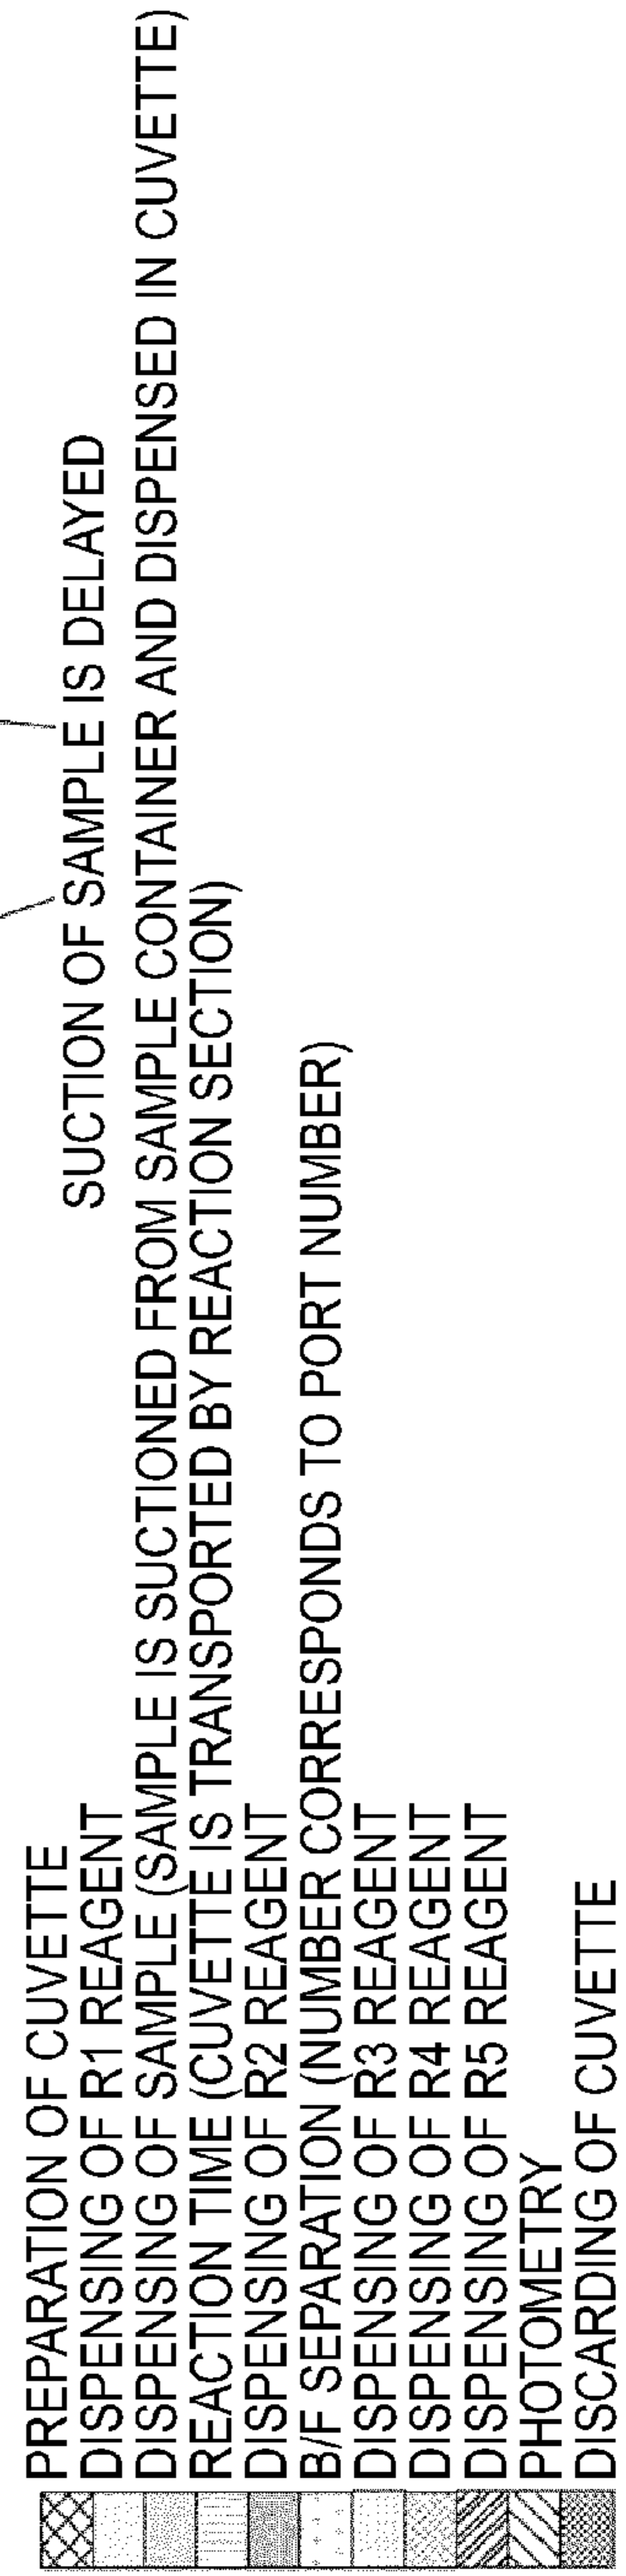 SUCTION OF SAMPLE IS DELAYED
PREPARATION OF CUVETTE
DISPENSING OF R1 REAGENT
DISPENSING OF SAMPLE (SAMPLE IS SUCTIONED FROM SAMPLE CONTAINER AND DISPENSED IN CUVETTE)
REACTION TIME (CUVETTE IS TRANSPORTED BY REACTION SECTION)
DISPENSING OF R2 REAGENT
B/F SEPARATION (NUMBER CORRESPONDS TO PORT NUMBER)
DISPENSING OF R3 REAGENT
DISPENSING OF R4 REAGENT
DISPENSING OF R5 REAGENT
PHOTOMETRY
DISCARDING OF CUVETTE